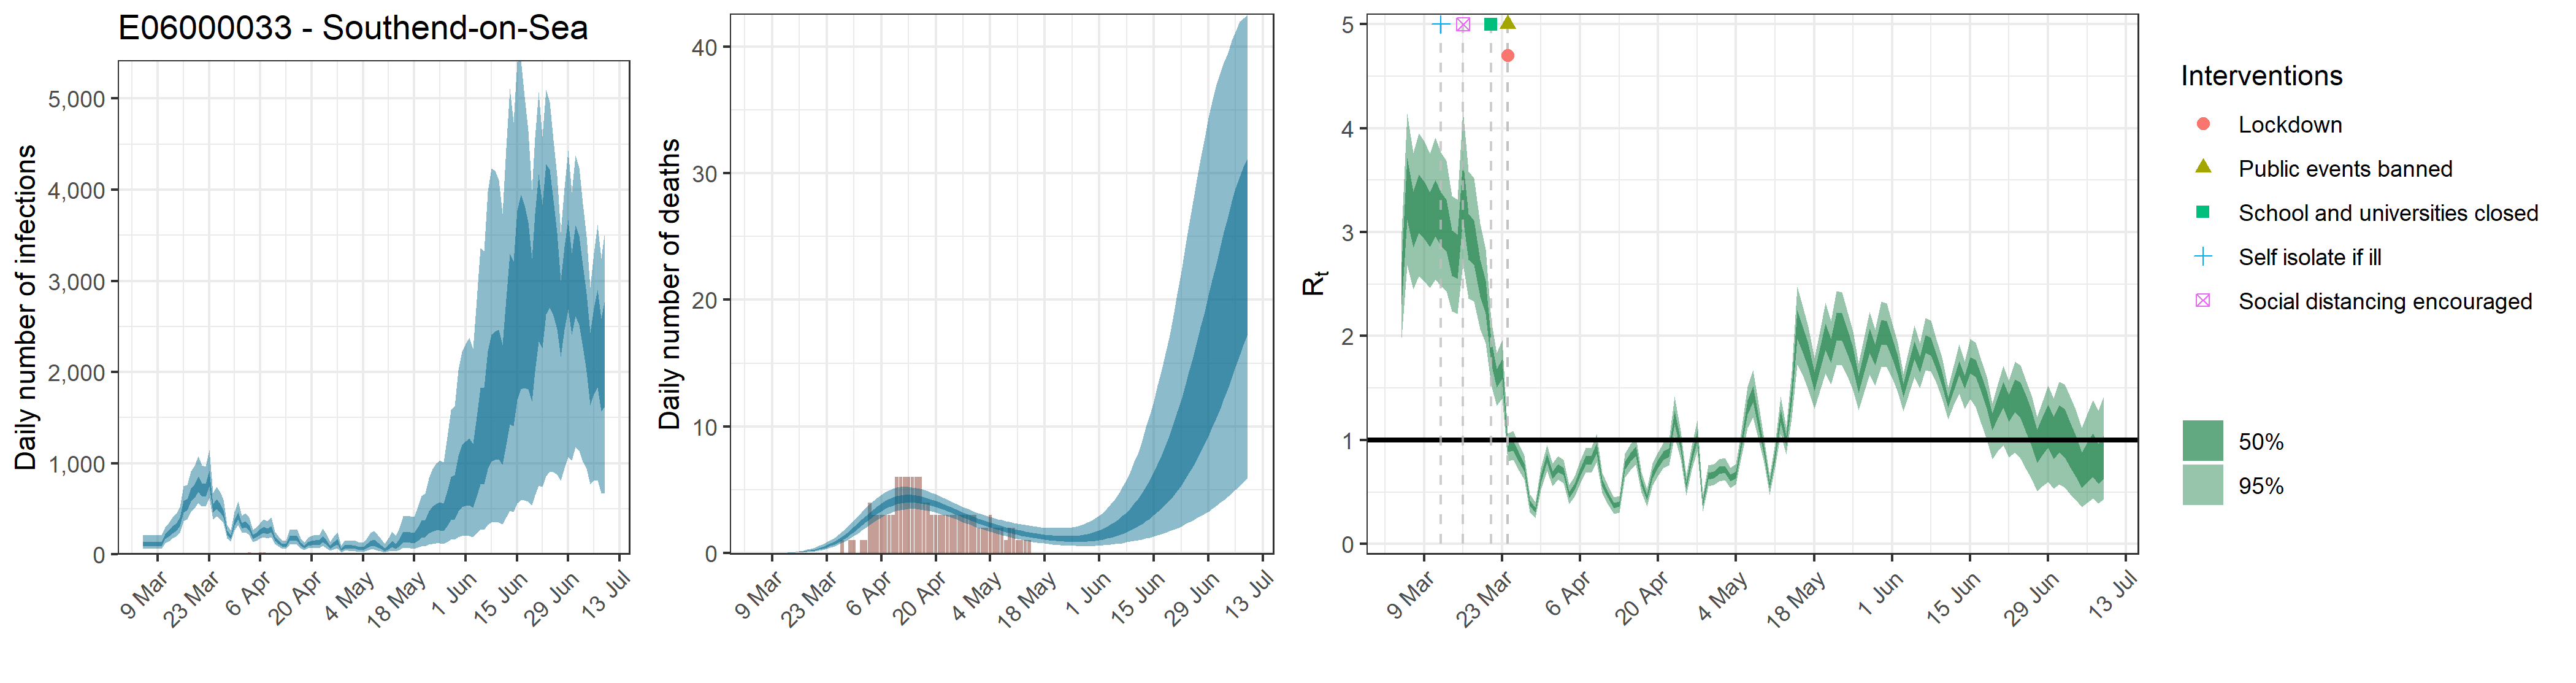 E06000033 - Southend-on-Sea
Daily number of infections
5,000
4,000
3,000
2,000
1,000
0
9 Mar
23 Mar
6 Apr
20 Apr
4 May
18 May
1 Jun
15 Jun
29 Jun
13 Jul
Daily number of deaths
40
30
20
10
0
9 Mar
23 Mar
6 Apr
20 Apr
4 May
18 May
1 Jun
15 Jun
29 Jun
13 Jul
Rt
5
4
3
2
1
0
9 Mar
23 Mar
6 Apr
20 Apr
4 May
18 May
1 Jun
15 Jun
29 Jun
13 Jul
Interventions
Lockdown
Public events banned
School and universities closed
Self isolate if ill
Social distancing encouraged
50%
95%